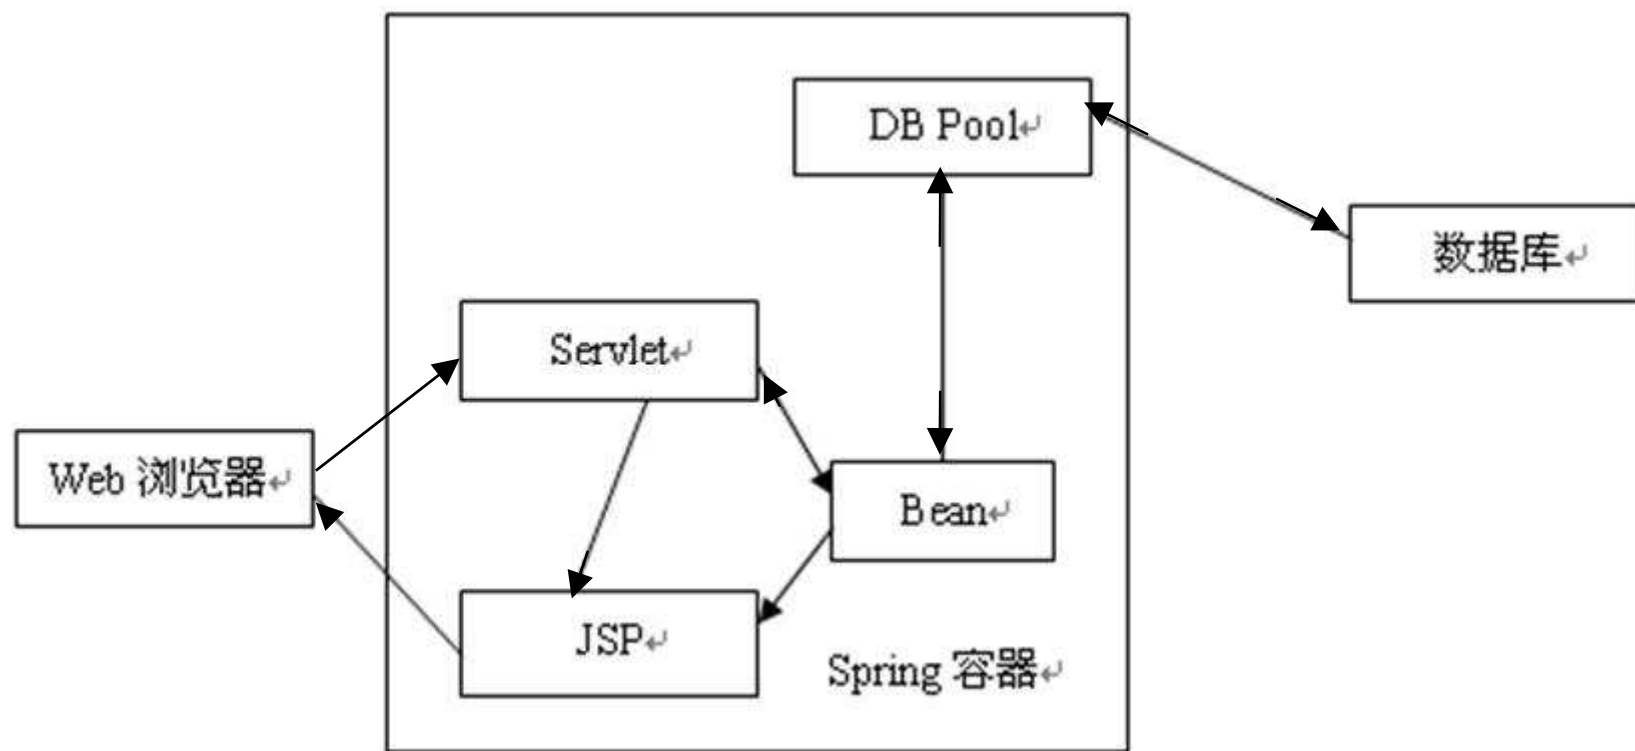 DB Pool↵
数据库↵
Servlet↵
Web 浏览器↵
Bean↵
JSP↵
Spring 容器↵